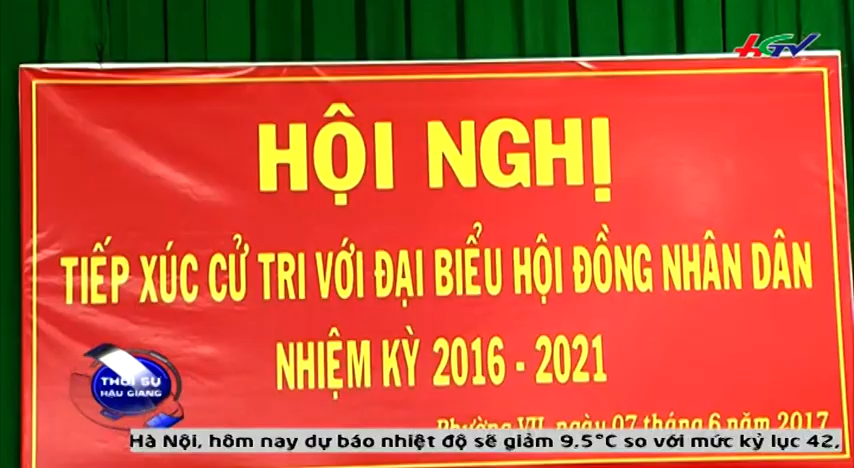 HGTV
HỘI NGHỊ
TIẾP XÚC CỬ TRI VỚI ĐẠI BIỂU HỘI ĐỒNG NHÂN DÂN
NHIỆM KỲ 2016 - 2021
Phường VII, ngày 07 tháng 6 năm 2017
THỜI SỰ
HẬU GIANG
Hà Nội, hôm nay dự báo nhiệt độ sẽ giảm 9,5°C so với mức kỷ lục 42,